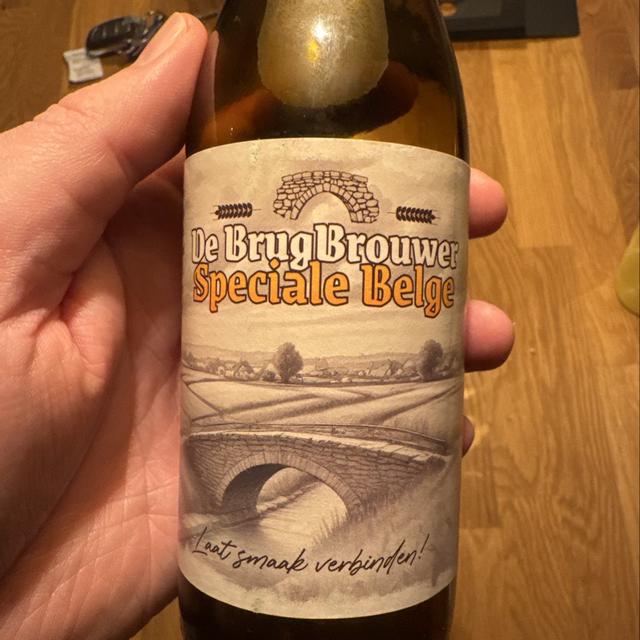 De BrugBrouwer
Speciale Belge
Laat smaak verbinden!